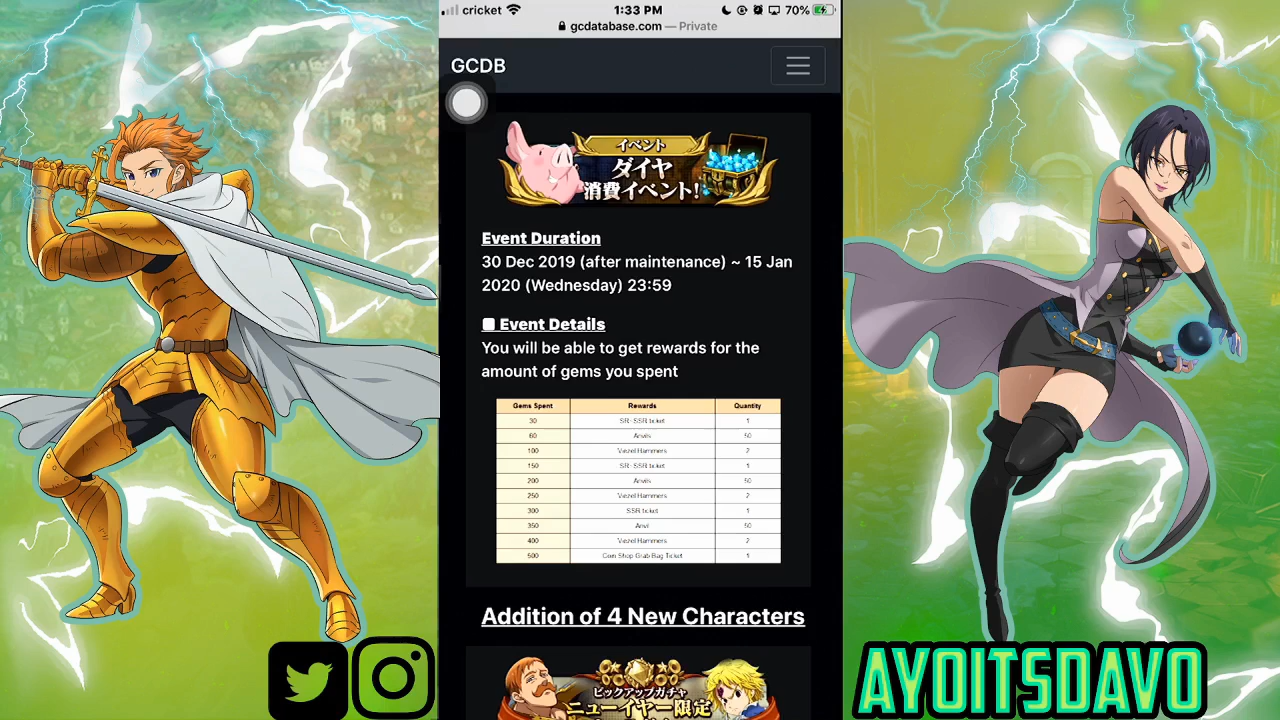 cricket 1:33 PM 70%
gcdatabase.com — Private
GCDB
イベント
ダイヤ
消費イベント!
Event Duration
30 Dec 2019 (after maintenance) ~ 15 Jan
2020 (Wednesday) 23:59
Event Details
You will be able to get rewards for the
amount of gems you spent
Gems Spent Rewards Quantity
30 SR-SSR ticket 1
60 Anvils 50
100 Viezel Hammers 2
150 SR-SSR ticket 1
200 Anvils 50
250 Viezel Hammers 2
300 SSR ticket 1
350 Anvil 50
400 Viezel Hammers 2
500 Coin Shop Grab Bag Ticket 1
Addition of 4 New Characters
ピックアップガチャ
ニューイヤー限定
AYOITSDAVO